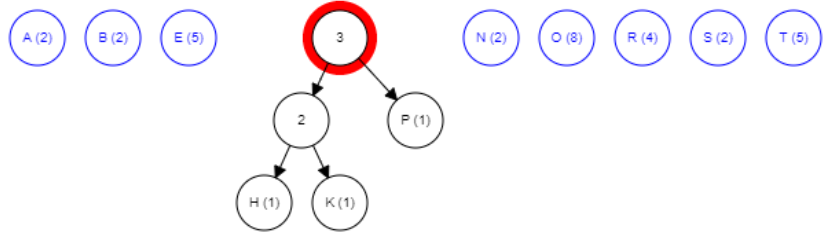 A (2) B (2) E (5) 3 N (2) O (8) R (4) S (2) T (5)
2 P (1)
H (1) K (1)